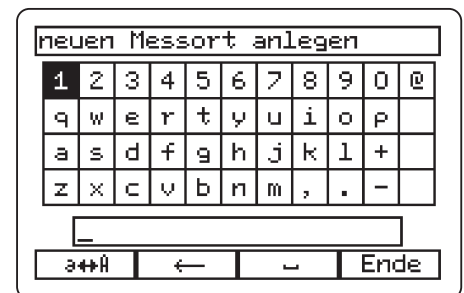 neuen Messort anlegen
1 2 3 4 5 6 7 8 9 0 @
q w e r t y u i o p
a s d f g h j k l +
z x c v b n m , . -
_
a↔A ← ⎵ Ende